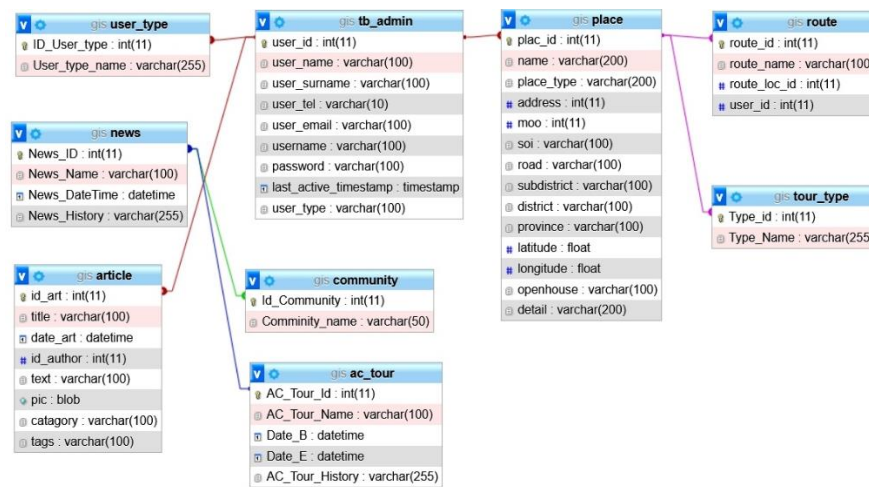 v gis user_type
ID_User_type : int(11)
User_type_name : varchar(255)
v gis tb_admin
user_id : int(11)
user_name : varchar(100)
user_surname : varchar(100)
user_tel : varchar(10)
user_email : varchar(100)
username : varchar(100)
password : varchar(100)
last_active_timestamp : timestamp
user_type : varchar(100)
v gis place
plac_id : int(11)
name : varchar(200)
place_type : varchar(200)
# address : int(11)
# moo : int(11)
soi : varchar(100)
road : varchar(100)
subdistrict : varchar(100)
district : varchar(100)
province : varchar(100)
# latitude : float
# longitude : float
openhouse : varchar(100)
detail : varchar(200)
v gis route
route_id : int(11)
route_name : varchar(100
# route_loc_id : int(11)
# user_id : int(11)
v gis news
News_ID : int(11)
News_Name : varchar(100)
News_DateTime : datetime
News_History : varchar(255)
v gis tour_type
Type_id : int(11)
Type_Name : varchar(255
v gis article
id_art : int(11)
title : varchar(100)
date_art : datetime
# id_author : int(11)
text : varchar(100)
pic : blob
catagory : varchar(100)
tags : varchar(100)
v gis community
Id_Community : int(11)
Comminity_name : varchar(50)
v gis ac_tour
AC_Tour_Id : int(11)
AC_Tour_Name : varchar(100)
Date_B : datetime
Date_E : datetime
AC_Tour_History : varchar(255)